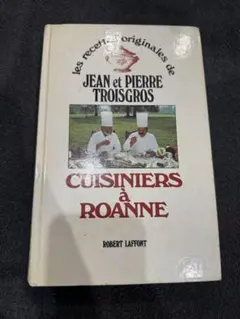 les recettes originales de
JEAN et PIERRE
TROISGROS
CUISINIERS
à
ROANNE
ROBERT LAFFONT